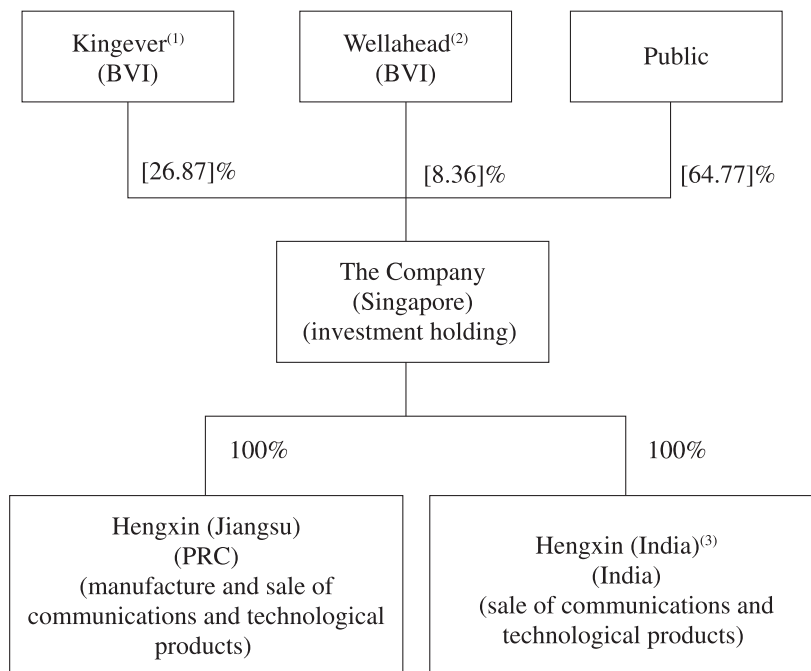 Kingever(1)
(BVI)
Wellahead(2)
(BVI)
Public
[26.87]%
[8.36]%
[64.77]%
The Company
(Singapore)
(investment holding)
100%
100%
Hengxin (Jiangsu)
(PRC)
(manufacture and sale of
communications and technological
products)
Hengxin (India)(3)
(India)
(sale of communications and
technological products)